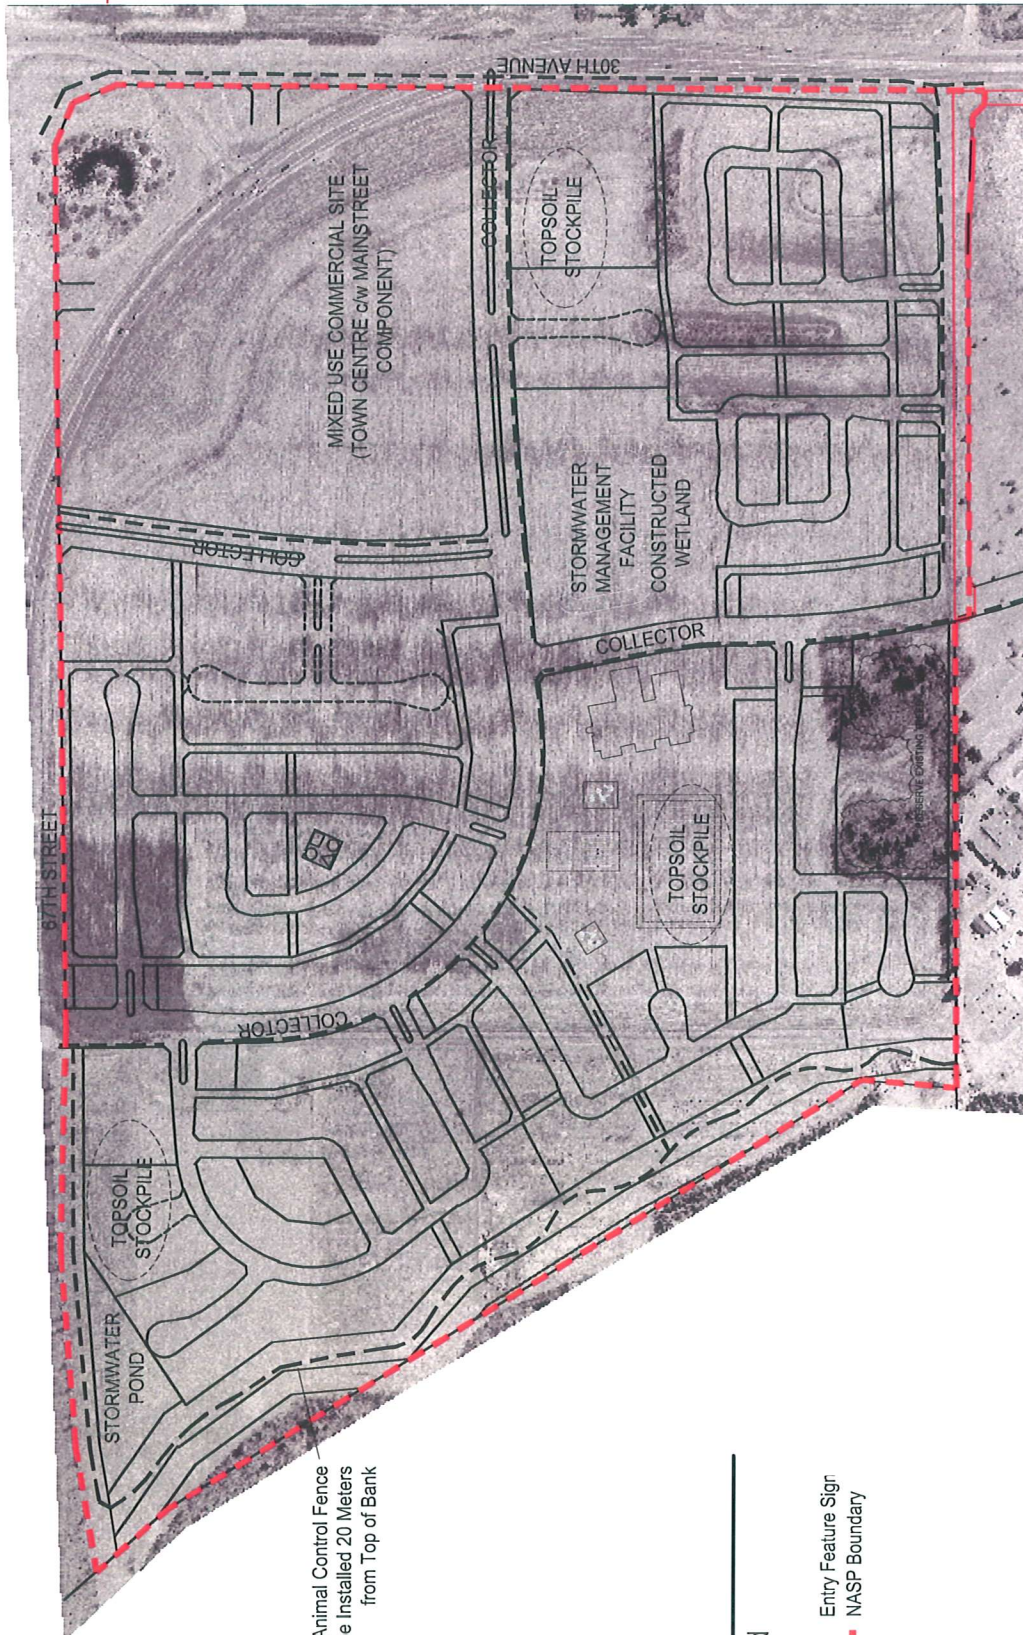 30TH AVENUE
COLLECTOR
MIXED USE COMMERCIAL SITE
(TOWN CENTRE c/w MAINSTREET
COMPONENT)
TOPSOIL
STOCKPILE
COLLECTOR
STORMWATER
MANAGEMENT
FACILITY
CONSTRUCTED
WETLAND
COLLECTOR
67TH STREET
TOPSOIL
STOCKPILE
COLLECTOR
TOPSOIL
STOCKPILE
STORMWATER
POND
Animal Control Fence
e Installed 20 Meters
from Top of Bank
Entry Feature Sign
NASP Boundary